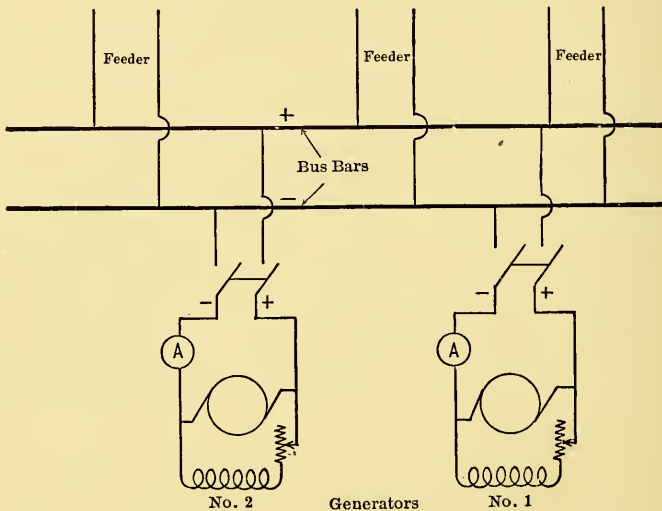 Feeder Feeder Feeder
+
Bus Bars
−
− + − +
A A
No. 2 Generators No. 1